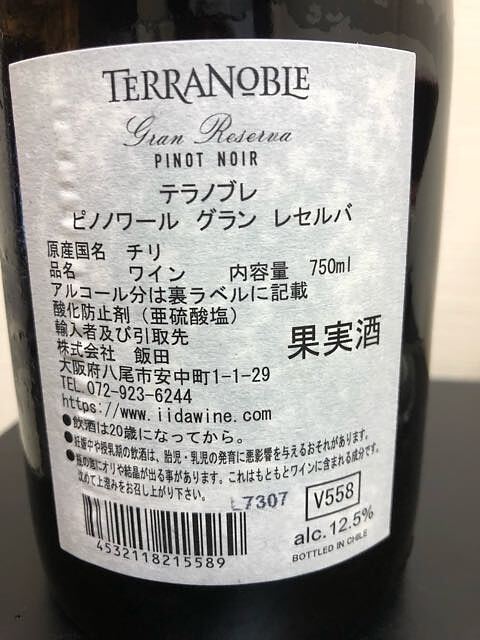 TERRANOBLE
Gran Reserva
PINOT NOIR
テラノブレ
ピノノワール グラン レセルバ
原産国名 チリ
品名 ワイン 内容量 750ml
アルコール分は裏ラベルに記載
酸化防止剤（亜硫酸塩）
輸入者及び引取先
株式会社 飯田
果実酒
大阪府八尾市安中町1-1-29
TEL.072-923-6244
https://www.iidawine.com
●飲酒は20歳になってから。
●妊娠中や授乳期の飲酒は、胎児・乳児の発育に悪影響を与えるおそれがあります。
●瓶の底にオリや結晶が出る事があります。これはもともとワインに含まれる成分です。
沈めて上澄みをお召し上がり下さい。
L7307
V558
alc.12.5%
BOTTLED IN CHILE
4532118215589